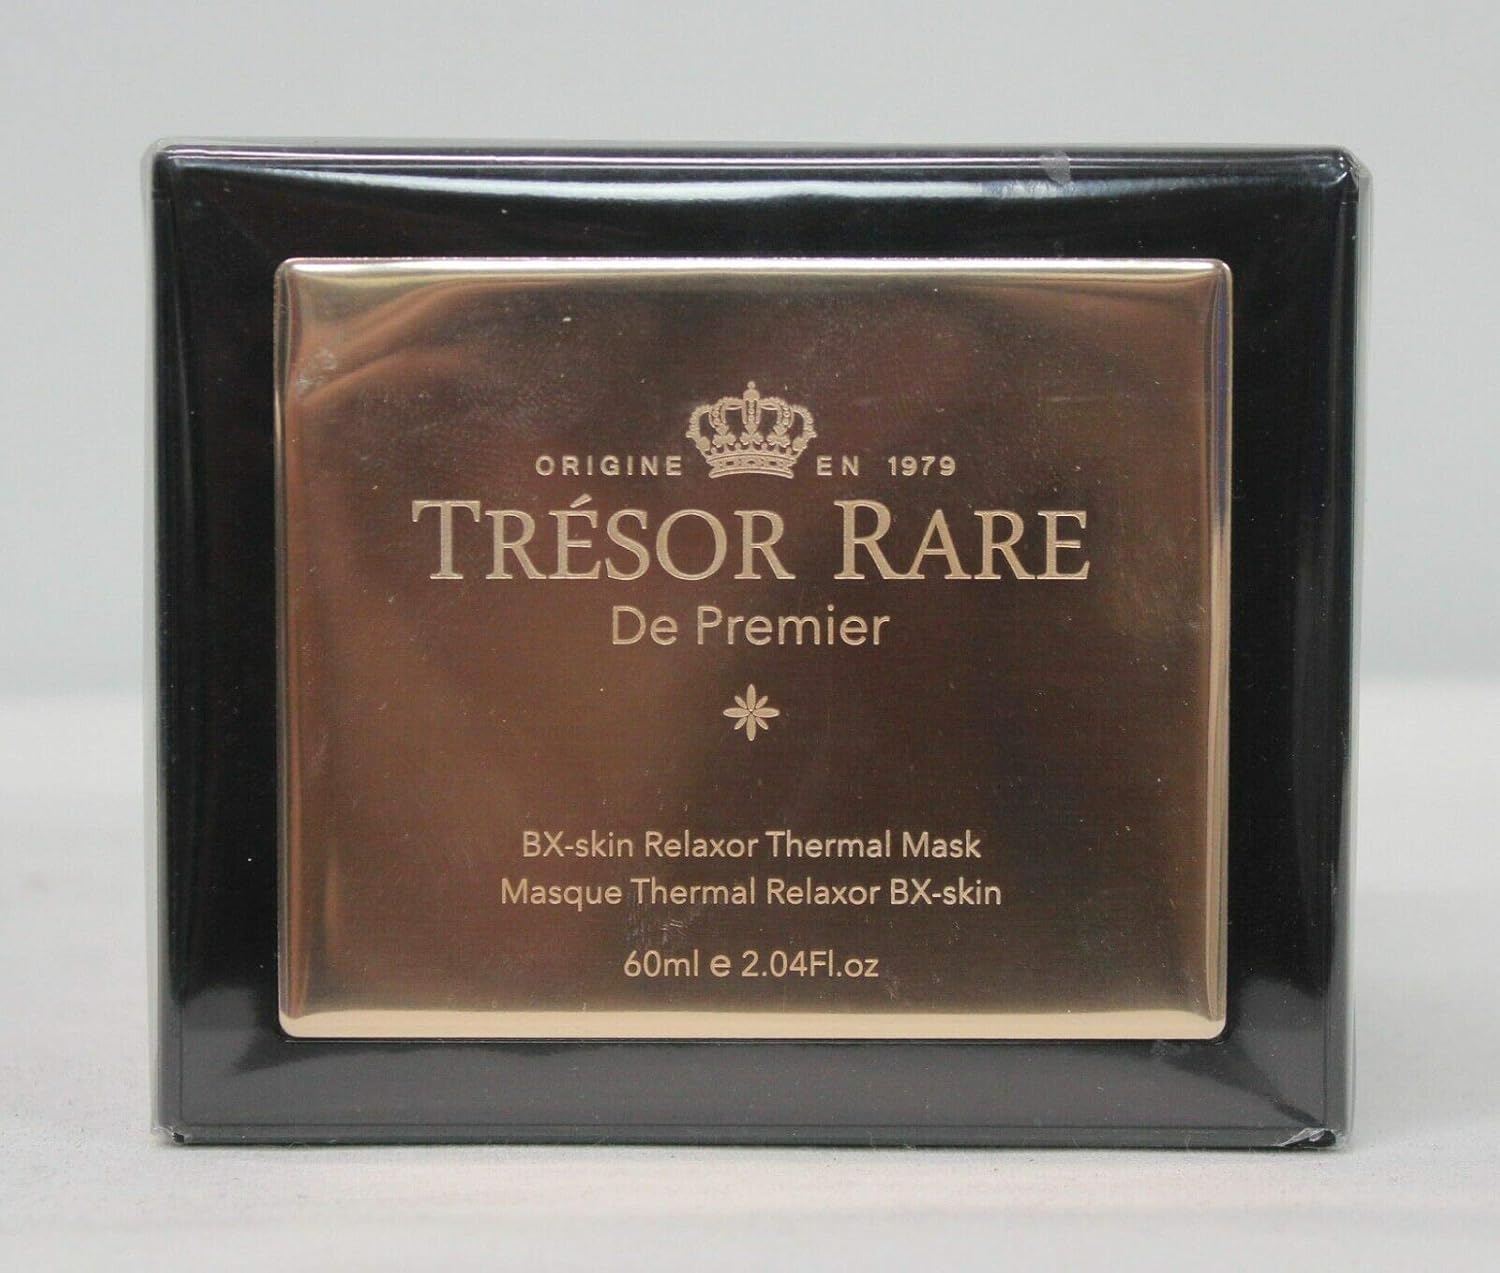 ORIGINE EN 1979
TRÉSOR RARE
De Premier
BX-skin Relaxor Thermal Mask
Masque Thermal Relaxor BX-skin
60ml e 2.04Fl.oz